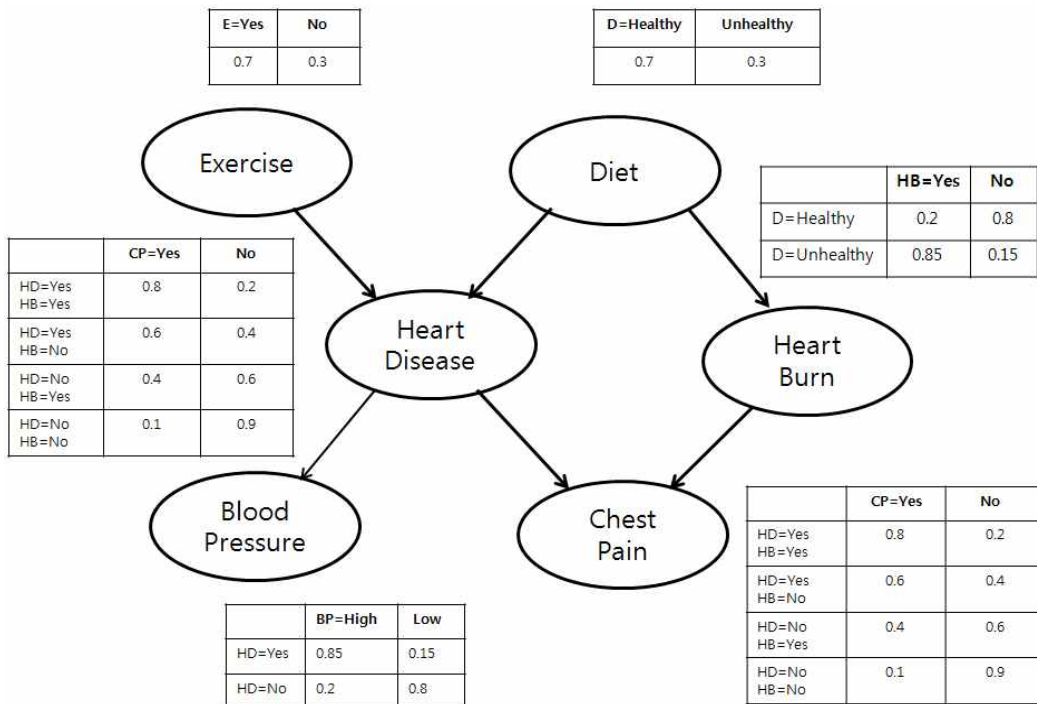 E=Yes No
0.7 0.3
D=Healthy Unhealthy
0.7 0.3
Exercise
Diet
HB=Yes No
D=Healthy 0.2 0.8
D=Unhealthy 0.85 0.15
CP=Yes No
HD=Yes 0.8 0.2
HB=Yes
HD=Yes 0.6 0.4
HB=No
HD=No 0.4 0.6
HB=Yes
HD=No 0.1 0.9
HB=No
Heart
Disease
Heart
Burn
Blood
Pressure
Chest
Pain
CP=Yes No
HD=Yes 0.8 0.2
HB=Yes
HD=Yes 0.6 0.4
HB=No
HD=No 0.4 0.6
HB=Yes
HD=No 0.1 0.9
HB=No
BP=High Low
HD=Yes 0.85 0.15
HD=No 0.2 0.8